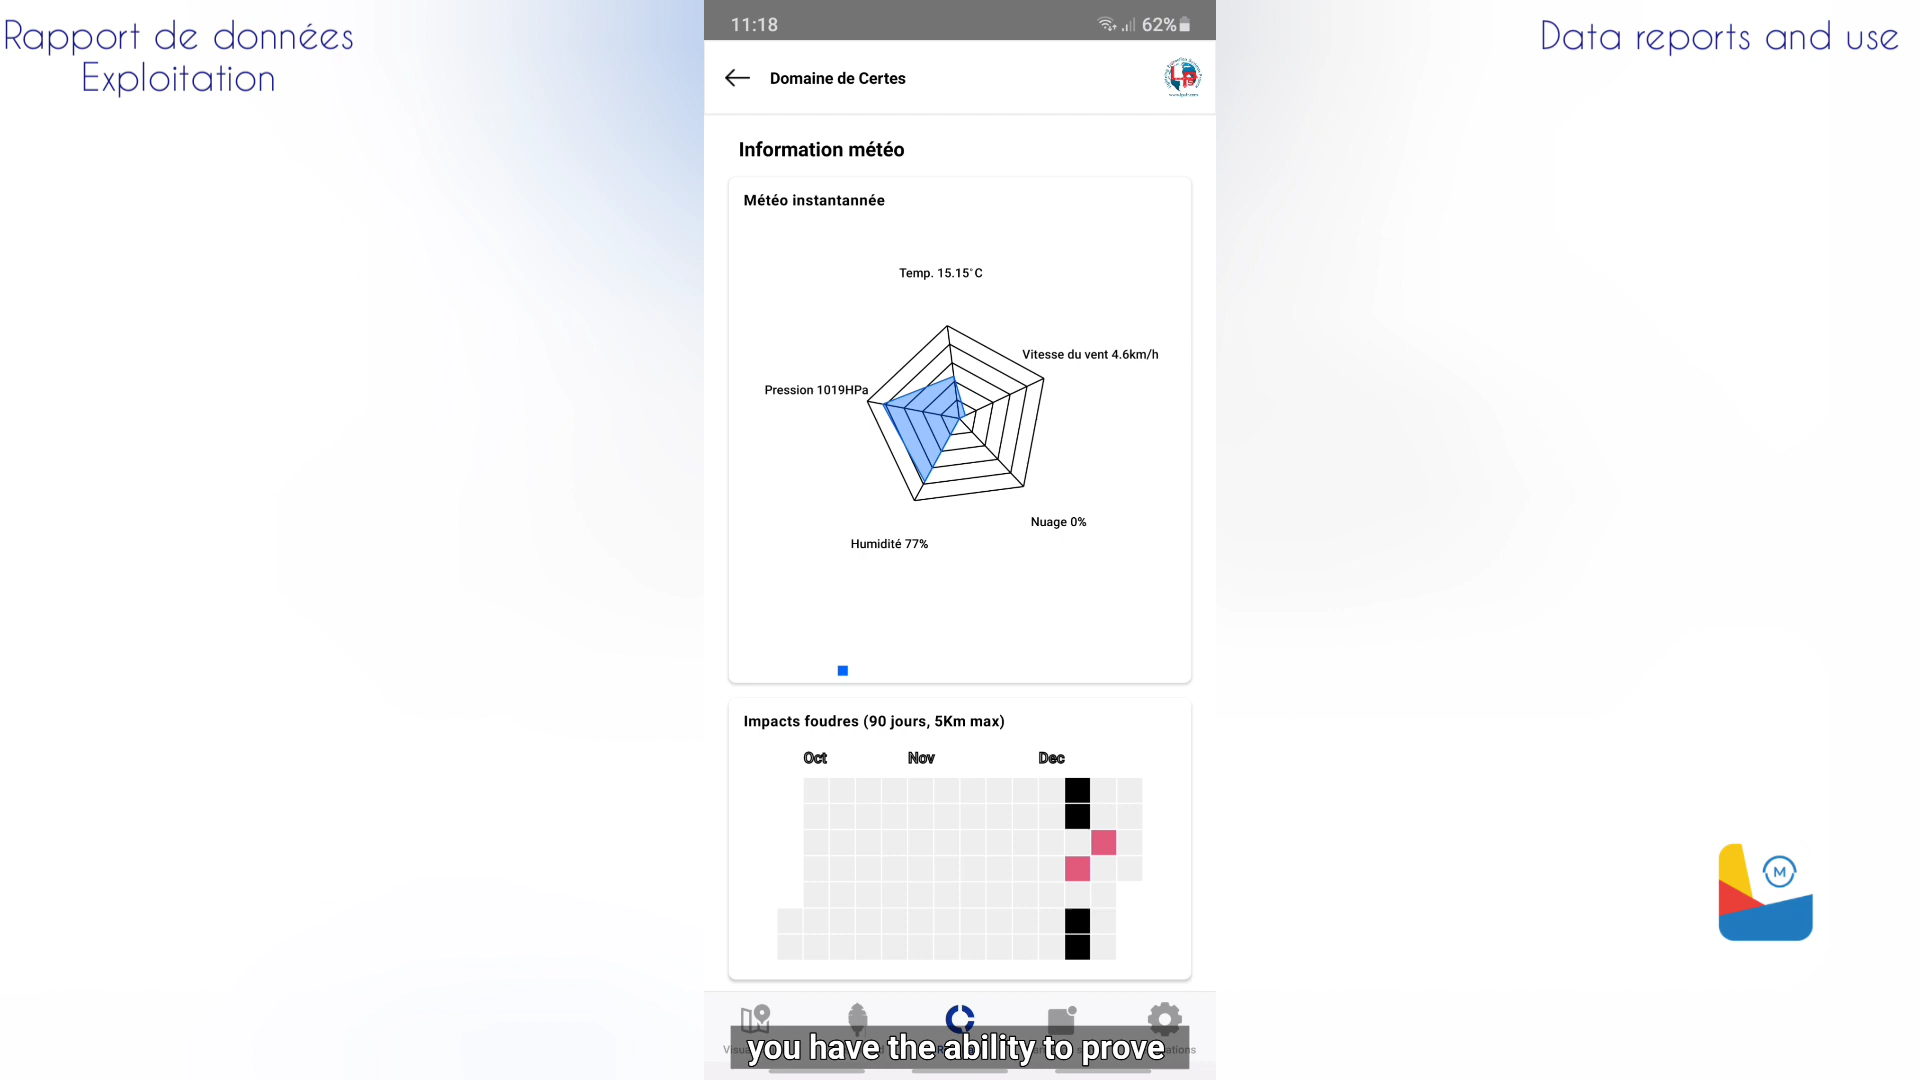 Rapport de données
Exploitation
Data reports and use
11:18
62%
Domaine de Certes
Information météo
Météo instantannée
Temp. 15.15°C
Vitesse du vent 4.6km/h
Pression 1019HPa
Nuage 0%
Humidité 77%
Impacts foudres (90 jours, 5Km max)
Oct Nov Dec
you have the ability to prove
M